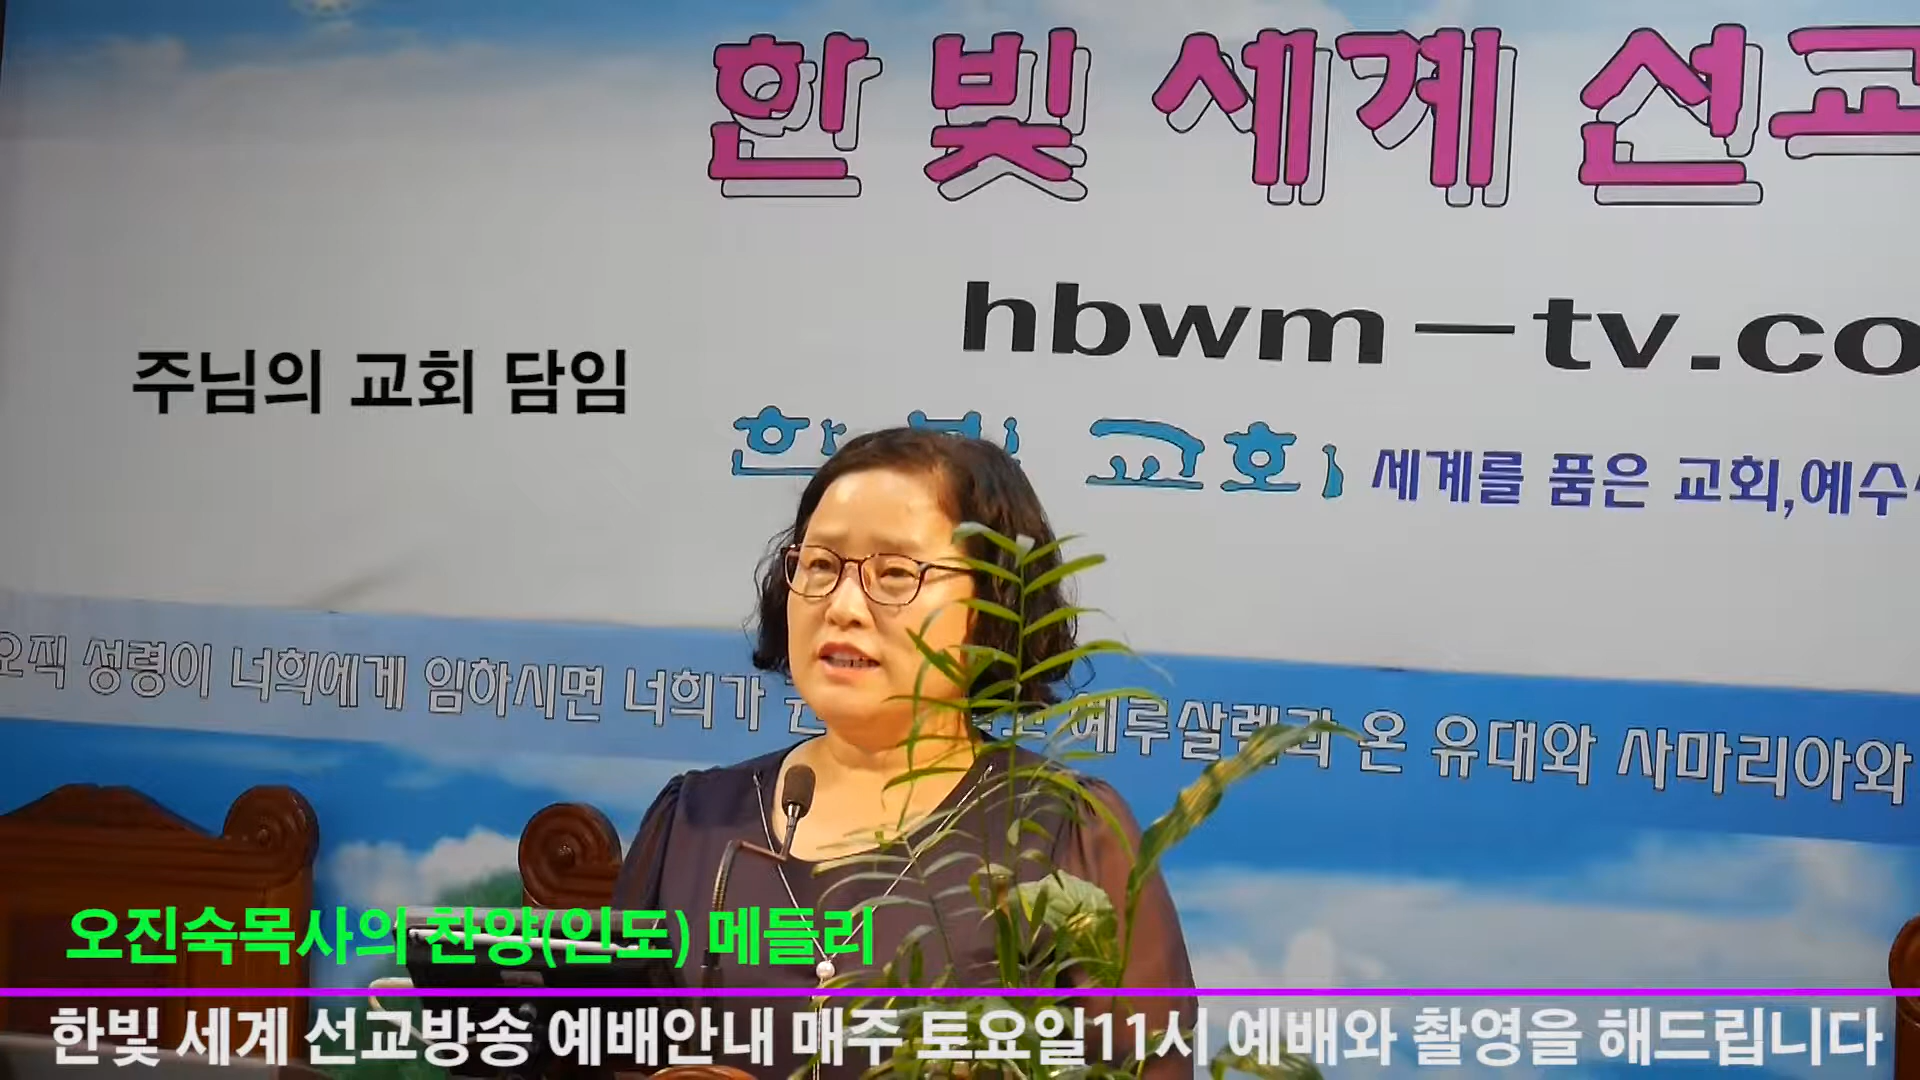 한빛 세계 선교
hbwm-tv.co
주님의 교회 담임
한빛 교회 세계를 품은 교회,예수
오직 성령이 너희에게 임하시면 너희가 예루살렘과 온 유대와 사마리아와
오진숙목사의 찬양(인도) 메들리
한빛 세계 선교방송 예배안내 매주 토요일11시 예배와 촬영을 해드립니다